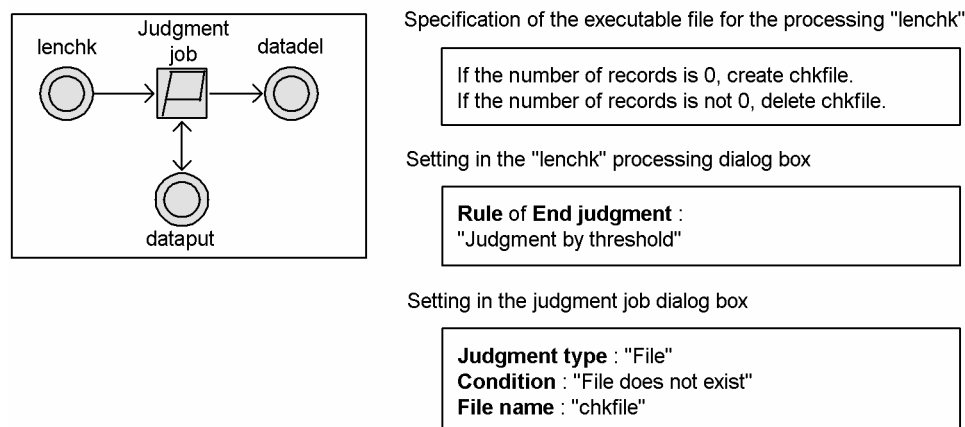 lenchk
Judgment
job
datadel
dataput
Specification of the executable file for the processing "lenchk"
If the number of records is 0, create chkfile.
If the number of records is not 0, delete chkfile.
Setting in the "lenchk" processing dialog box
Rule of End judgment :
"Judgment by threshold"
Setting in the judgment job dialog box
Judgment type : "File"
Condition : "File does not exist"
File name : "chkfile"